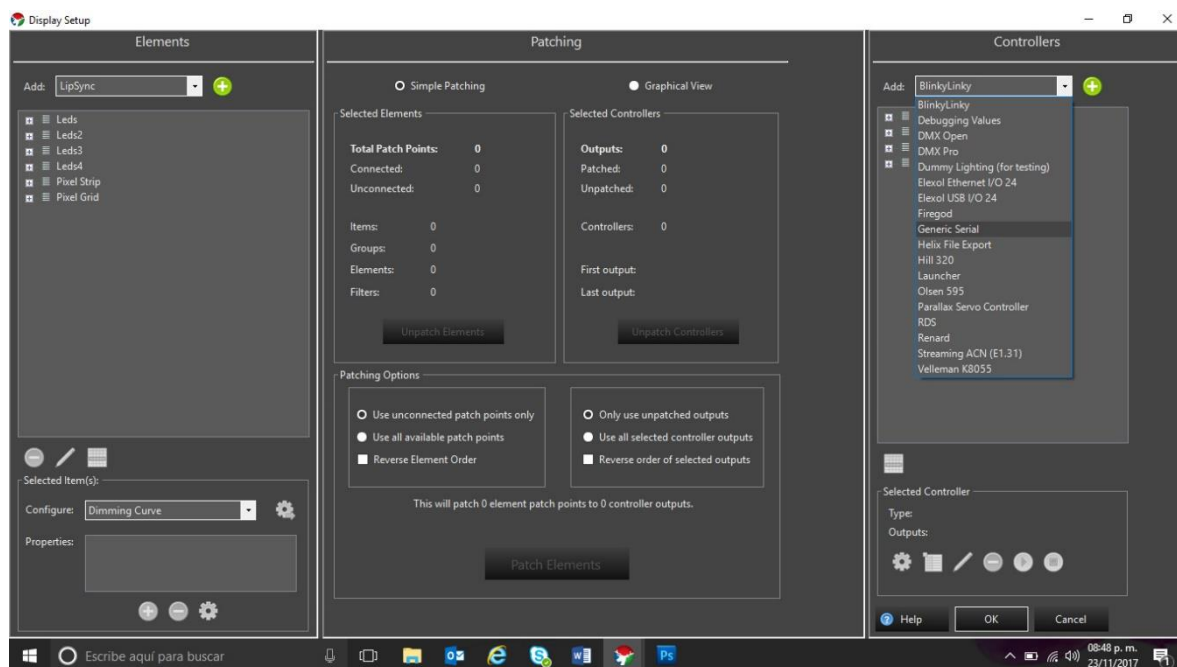 Display Setup
Elements
Add: LipSync
Leds
Leds2
Leds3
Leds4
Pixel Strip
Pixel Grid
Selected Item(s):
Configure: Dimming Curve
Properties:
Patching
Simple Patching
Graphical View
Selected Elements
Total Patch Points: 0
Connected: 0
Unconnected: 0
Items: 0
Groups: 0
Elements: 0
Filters: 0
Unpatch Elements
Selected Controllers
Outputs: 0
Patched: 0
Unpatched: 0
Controllers: 0
First output:
Last output:
Unpatch Controllers
Patching Options
Use unconnected patch points only
Use all available patch points
Reverse Element Order
Only use unpatched outputs
Use all selected controller outputs
Reverse order of selected outputs
This will patch 0 element patch points to 0 controller outputs.
Patch Elements
Controllers
Add: BlinkyLinky
BlinkyLinky
Debugging Values
DMX Open
DMX Pro
Dummy Lighting (for testing)
Elexol Ethernet I/O 24
Elexol USB I/O 24
Firegod
Generic Serial
Helix File Export
Hill 320
Launcher
Olsen 595
Parallax Servo Controller
RDS
Renard
Streaming ACN (E1.31)
Velleman K8055
Selected Controller
Type:
Outputs:
Help
OK
Cancel
Escribe aquí para buscar
Ps
08:48 p. m.
23/11/2017